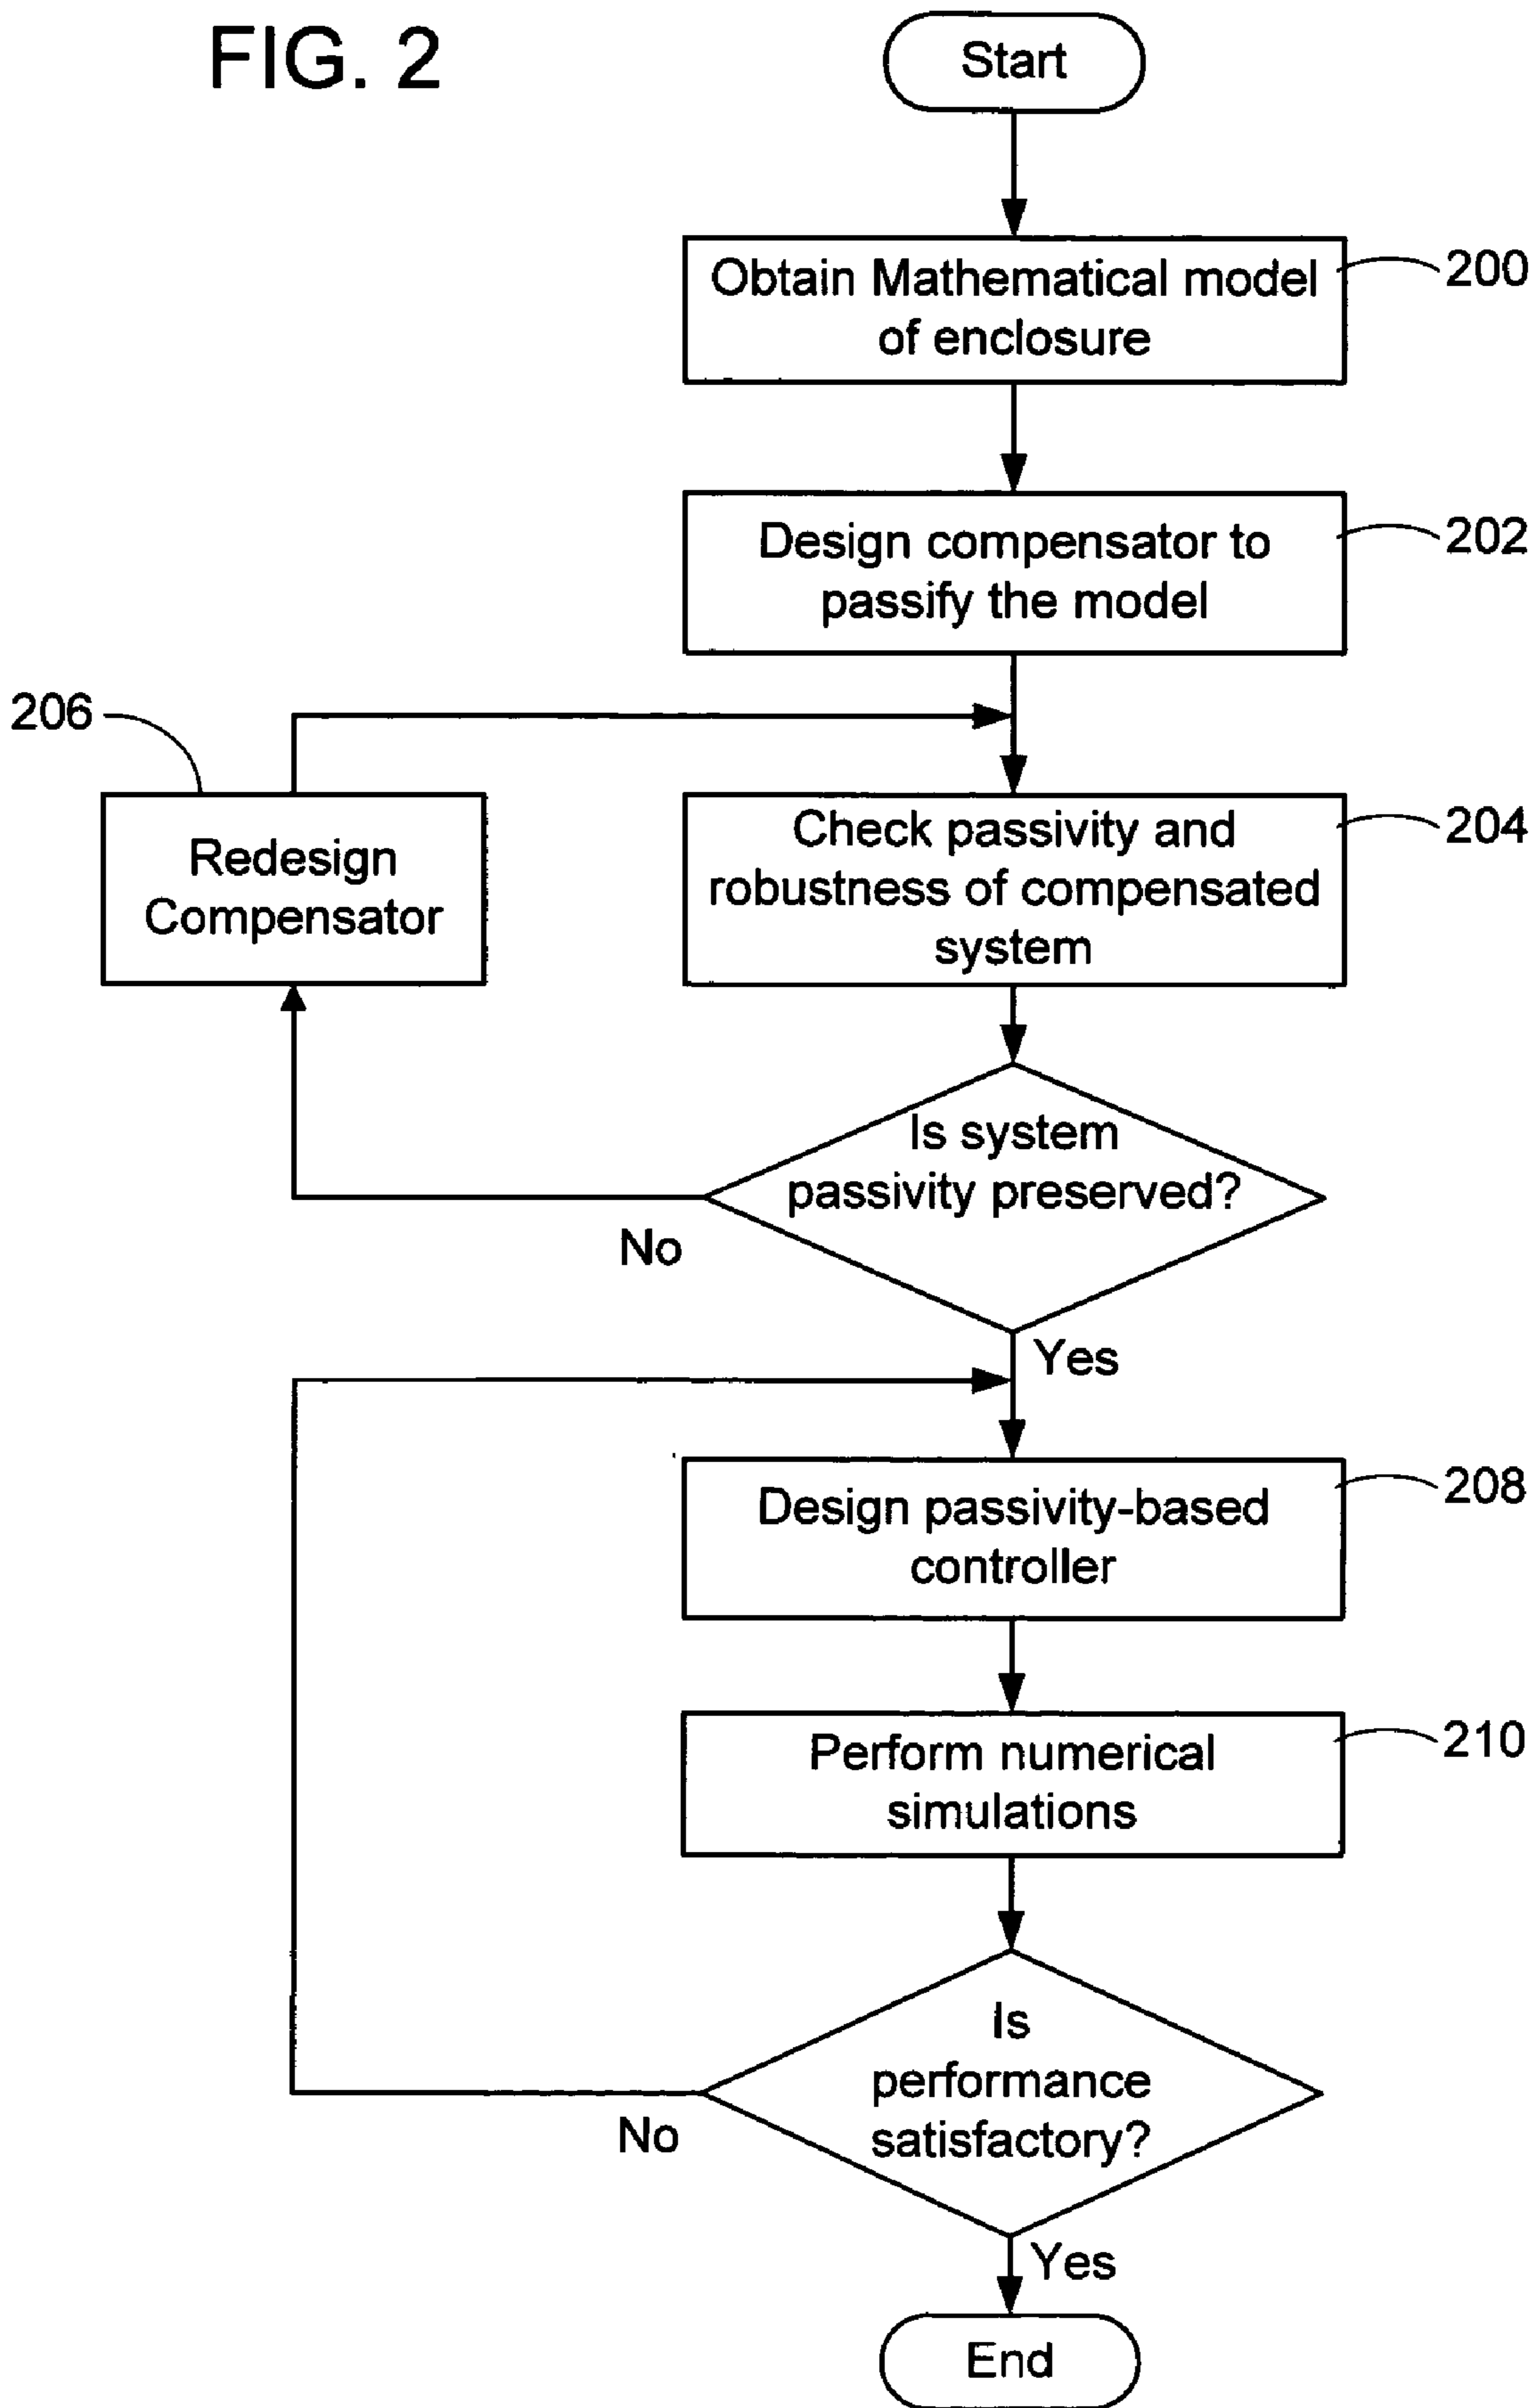 FIG. 2
Start
Obtain Mathematical model
of enclosure
200
Design compensator to
passify the model
202
206
Redesign
Compensator
Check passivity and
robustness of compensated
system
204
Is system
passivity preserved?
No
Yes
Design passivity-based
controller
208
Perform numerical
simulations
210
Is
performance
satisfactory?
No
Yes
End